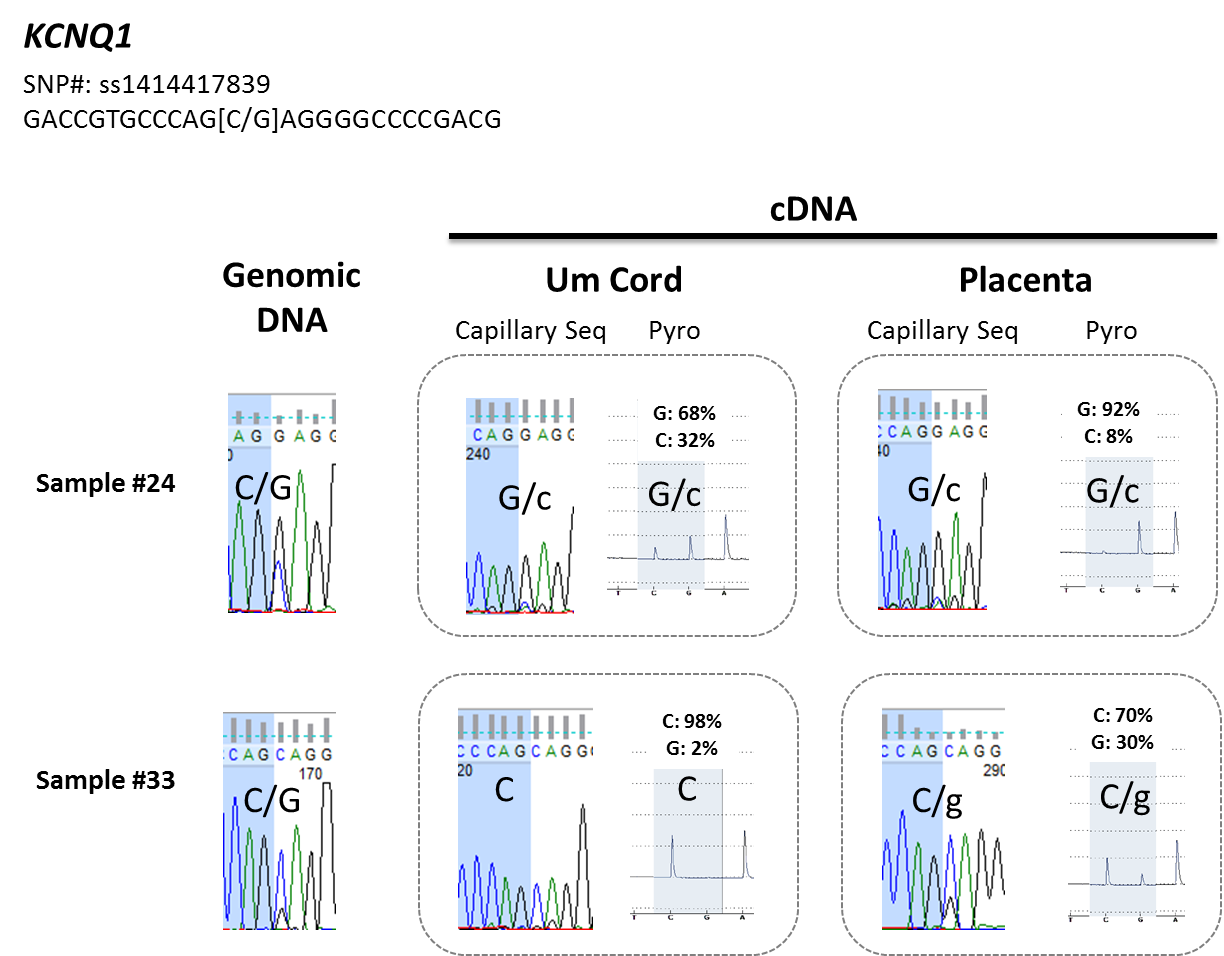 KCNQ1
SNP#: ss1414417839
GACCGTGCCCAG[C/G]AGGGGCCCCGACG
cDNA
Genomic
DNA
Um Cord
Placenta
Capillary Seq
Pyro
Capillary Seq
Pyro
Sample #24
A G G A G G
0
C/G
C A G G A G G
240
G/c
G: 68%
C: 32%
G/c
T C G A
C C A G G A G G
40
G/c
G: 92%
C: 8%
G/c
T C G A
Sample #33
C C A G C A G G
170
C/G
C C C A G C A G G
20
C
C: 98%
G: 2%
C
T C G A
C C A G C A G G
290
C/g
C: 70%
G: 30%
C/g
T C G A